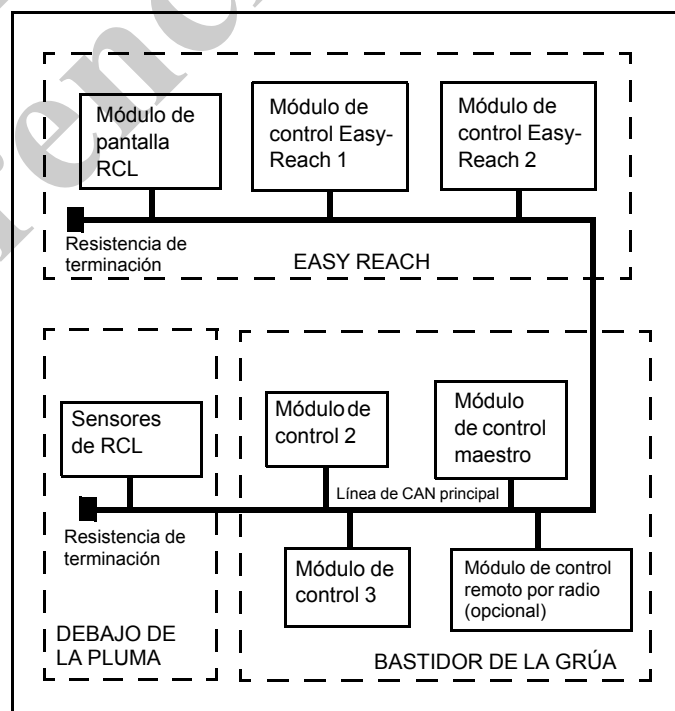 Módulo de
pantalla
RCL
Módulo de
control Easy-
Reach 1
Módulo de
control Easy-
Reach 2
Resistencia de
terminación
EASY REACH
Sensores
de RCL
Módulo de
control 2
Módulo
de control
maestro
Línea de CAN principal
Resistencia de
terminación
Módulo de
control 3
Módulo de control
remoto por radio
(opcional)
DEBAJO DE
LA PLUMA
BASTIDOR DE LA GRÚA